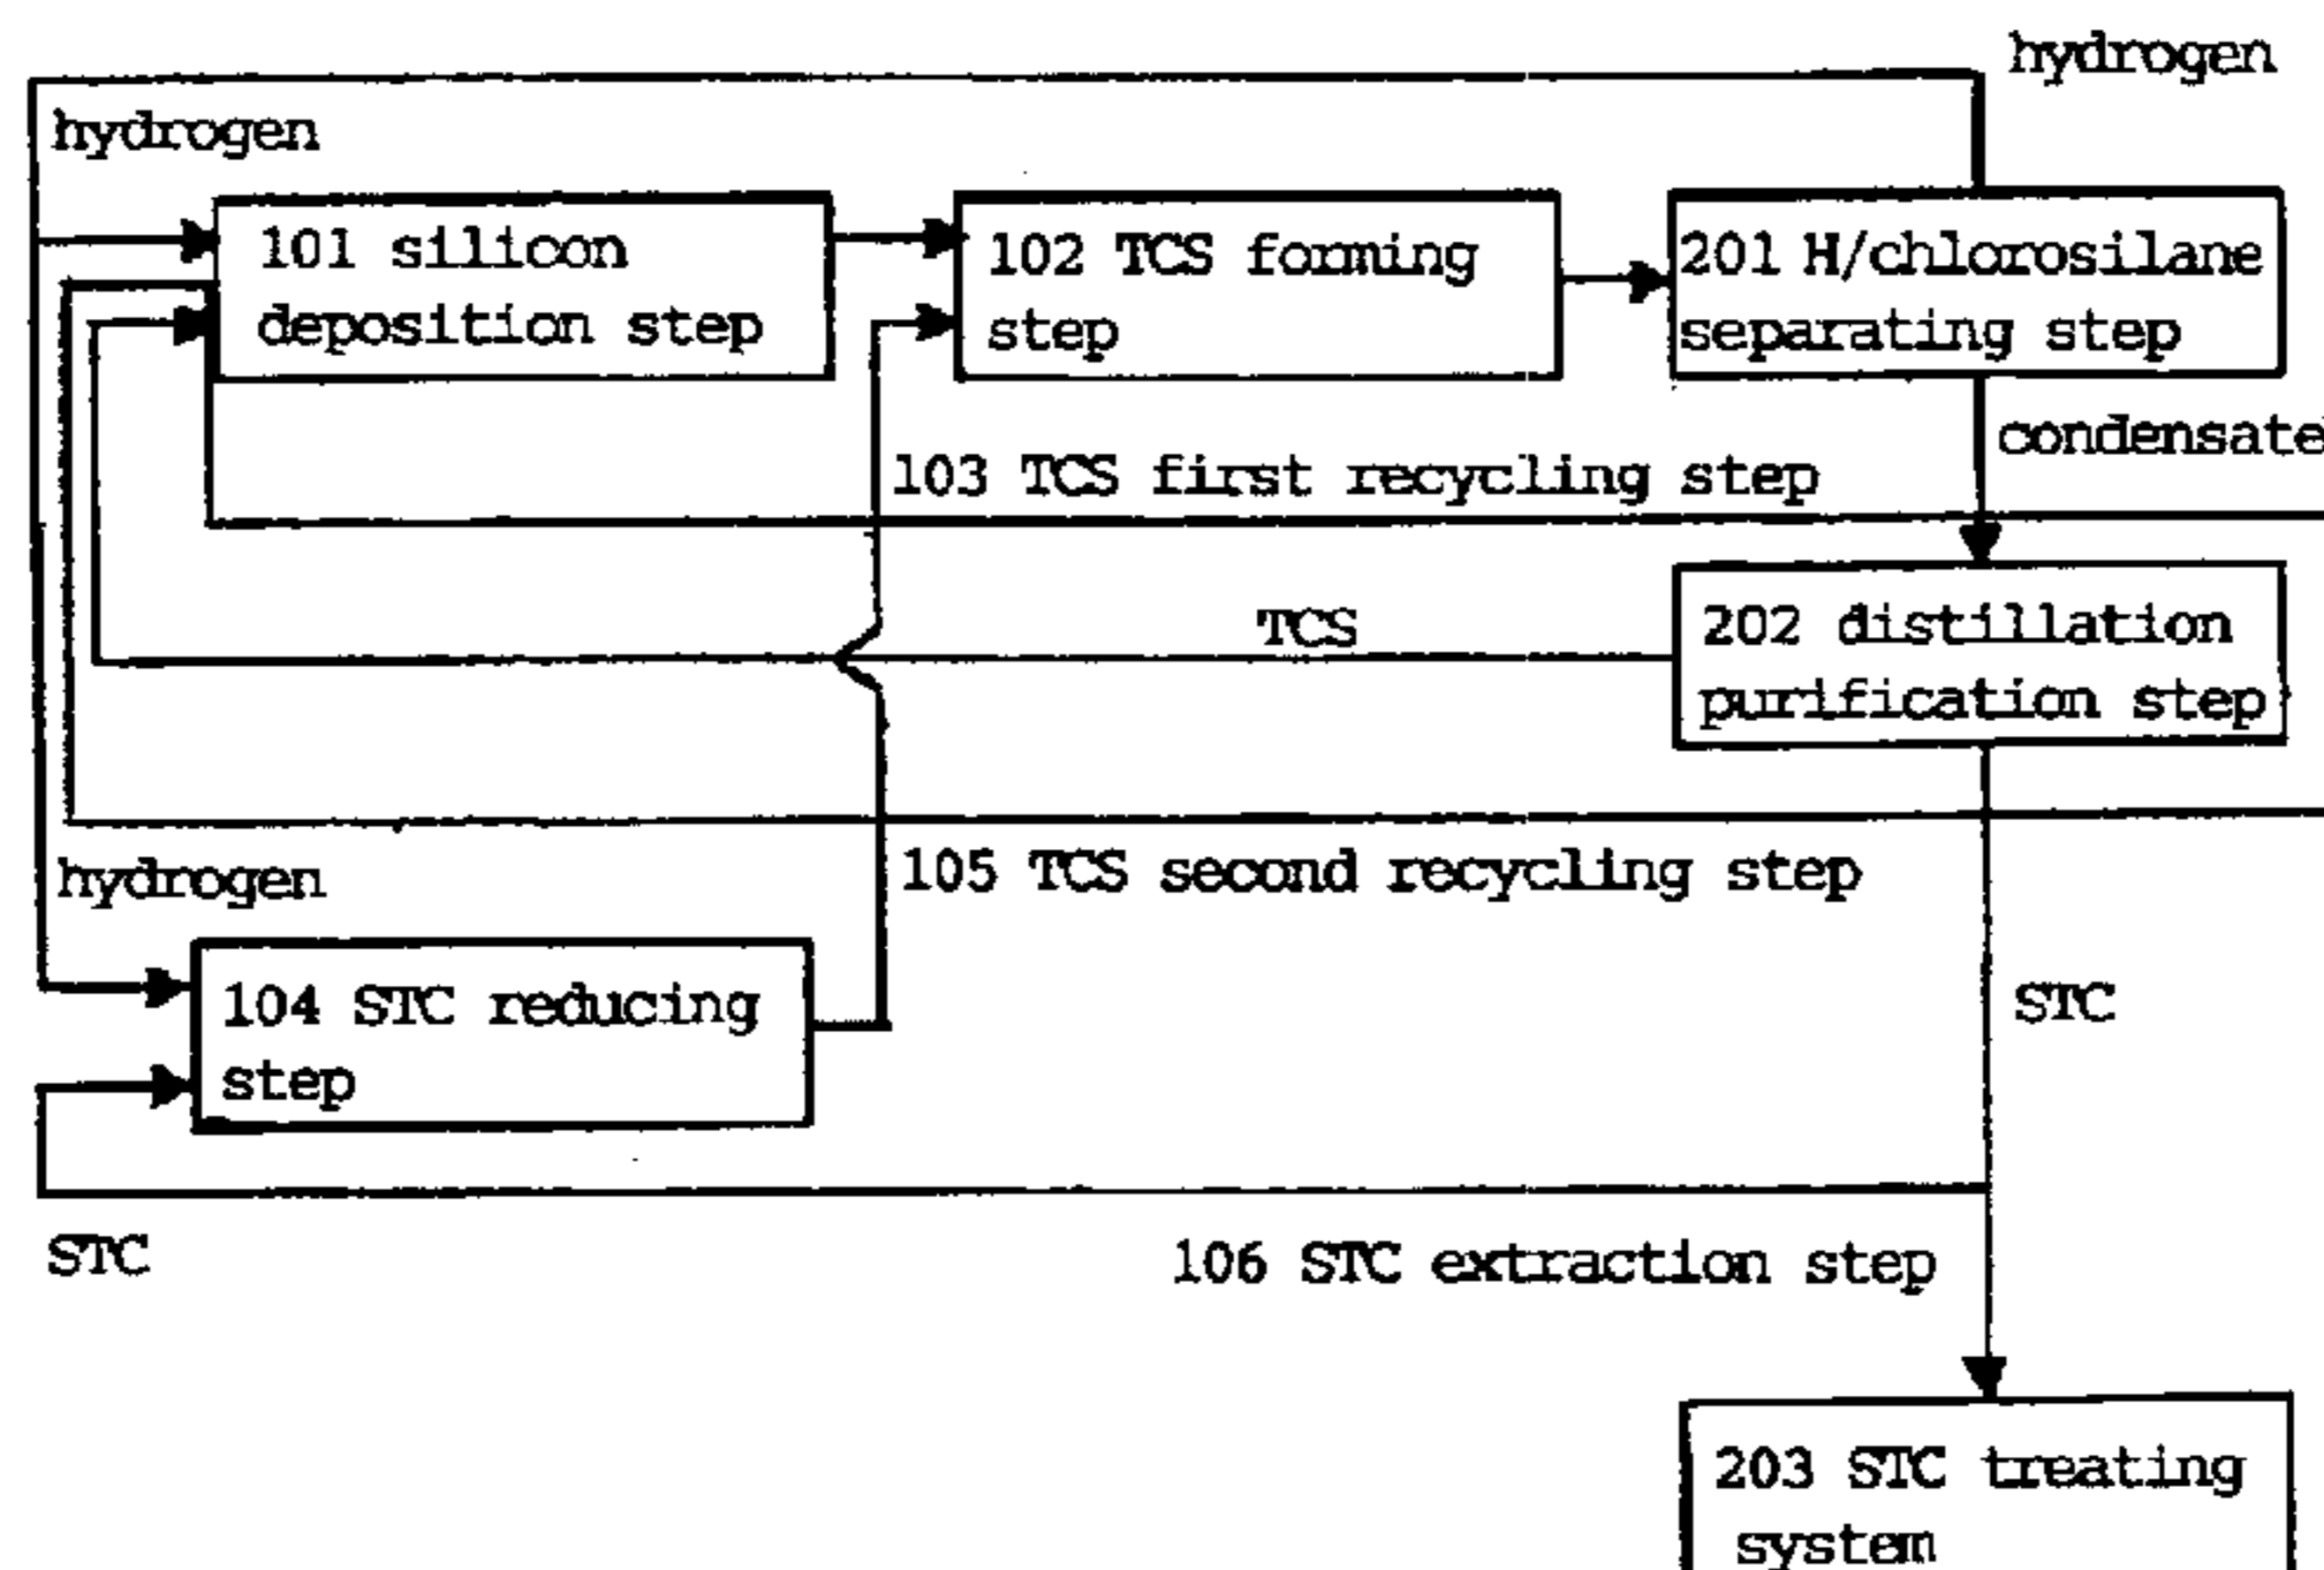 hydrogen
hydrogen
101 silicon
deposition step
102 TCS forming
step
201 H/chlorosilane
separating step
condensate
103 TCS first recycling step
TCS
202 distillation
purification step
hydrogen
105 TCS second recycling step
104 STC reducing
step
STC
STC
106 STC extraction step
203 STC treating
system